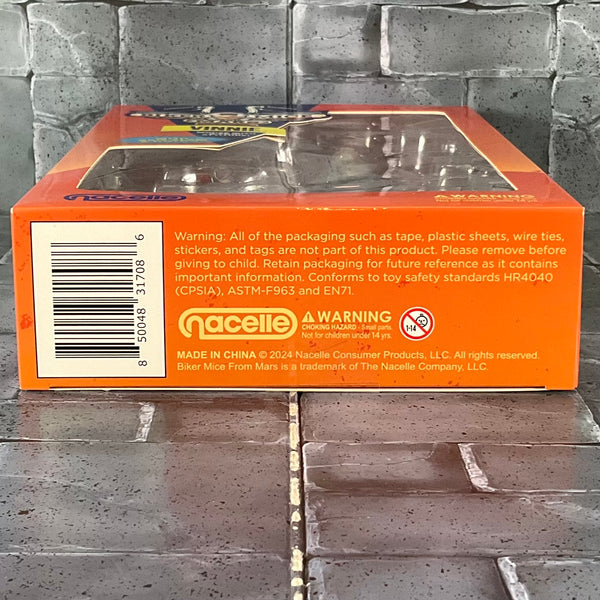 VINNIE
nacelle
WARNING
Warning: All of the packaging such as tape, plastic sheets, wire ties,
stickers, and tags are not part of this product. Please remove before
giving to child. Retain packaging for future reference as it contains
important information. Conforms to toy safety standards HR4040
(CPSIA), ASTM-F963 and EN71.
8 50048 31708 6
nacelle
WARNING
CHOKING HAZARD - Small parts.
Not for children under 14 yrs.
1-14
MADE IN CHINA © 2024 Nacelle Consumer Products, LLC. All rights reserved.
Biker Mice From Mars is a trademark of The Nacelle Company, LLC.